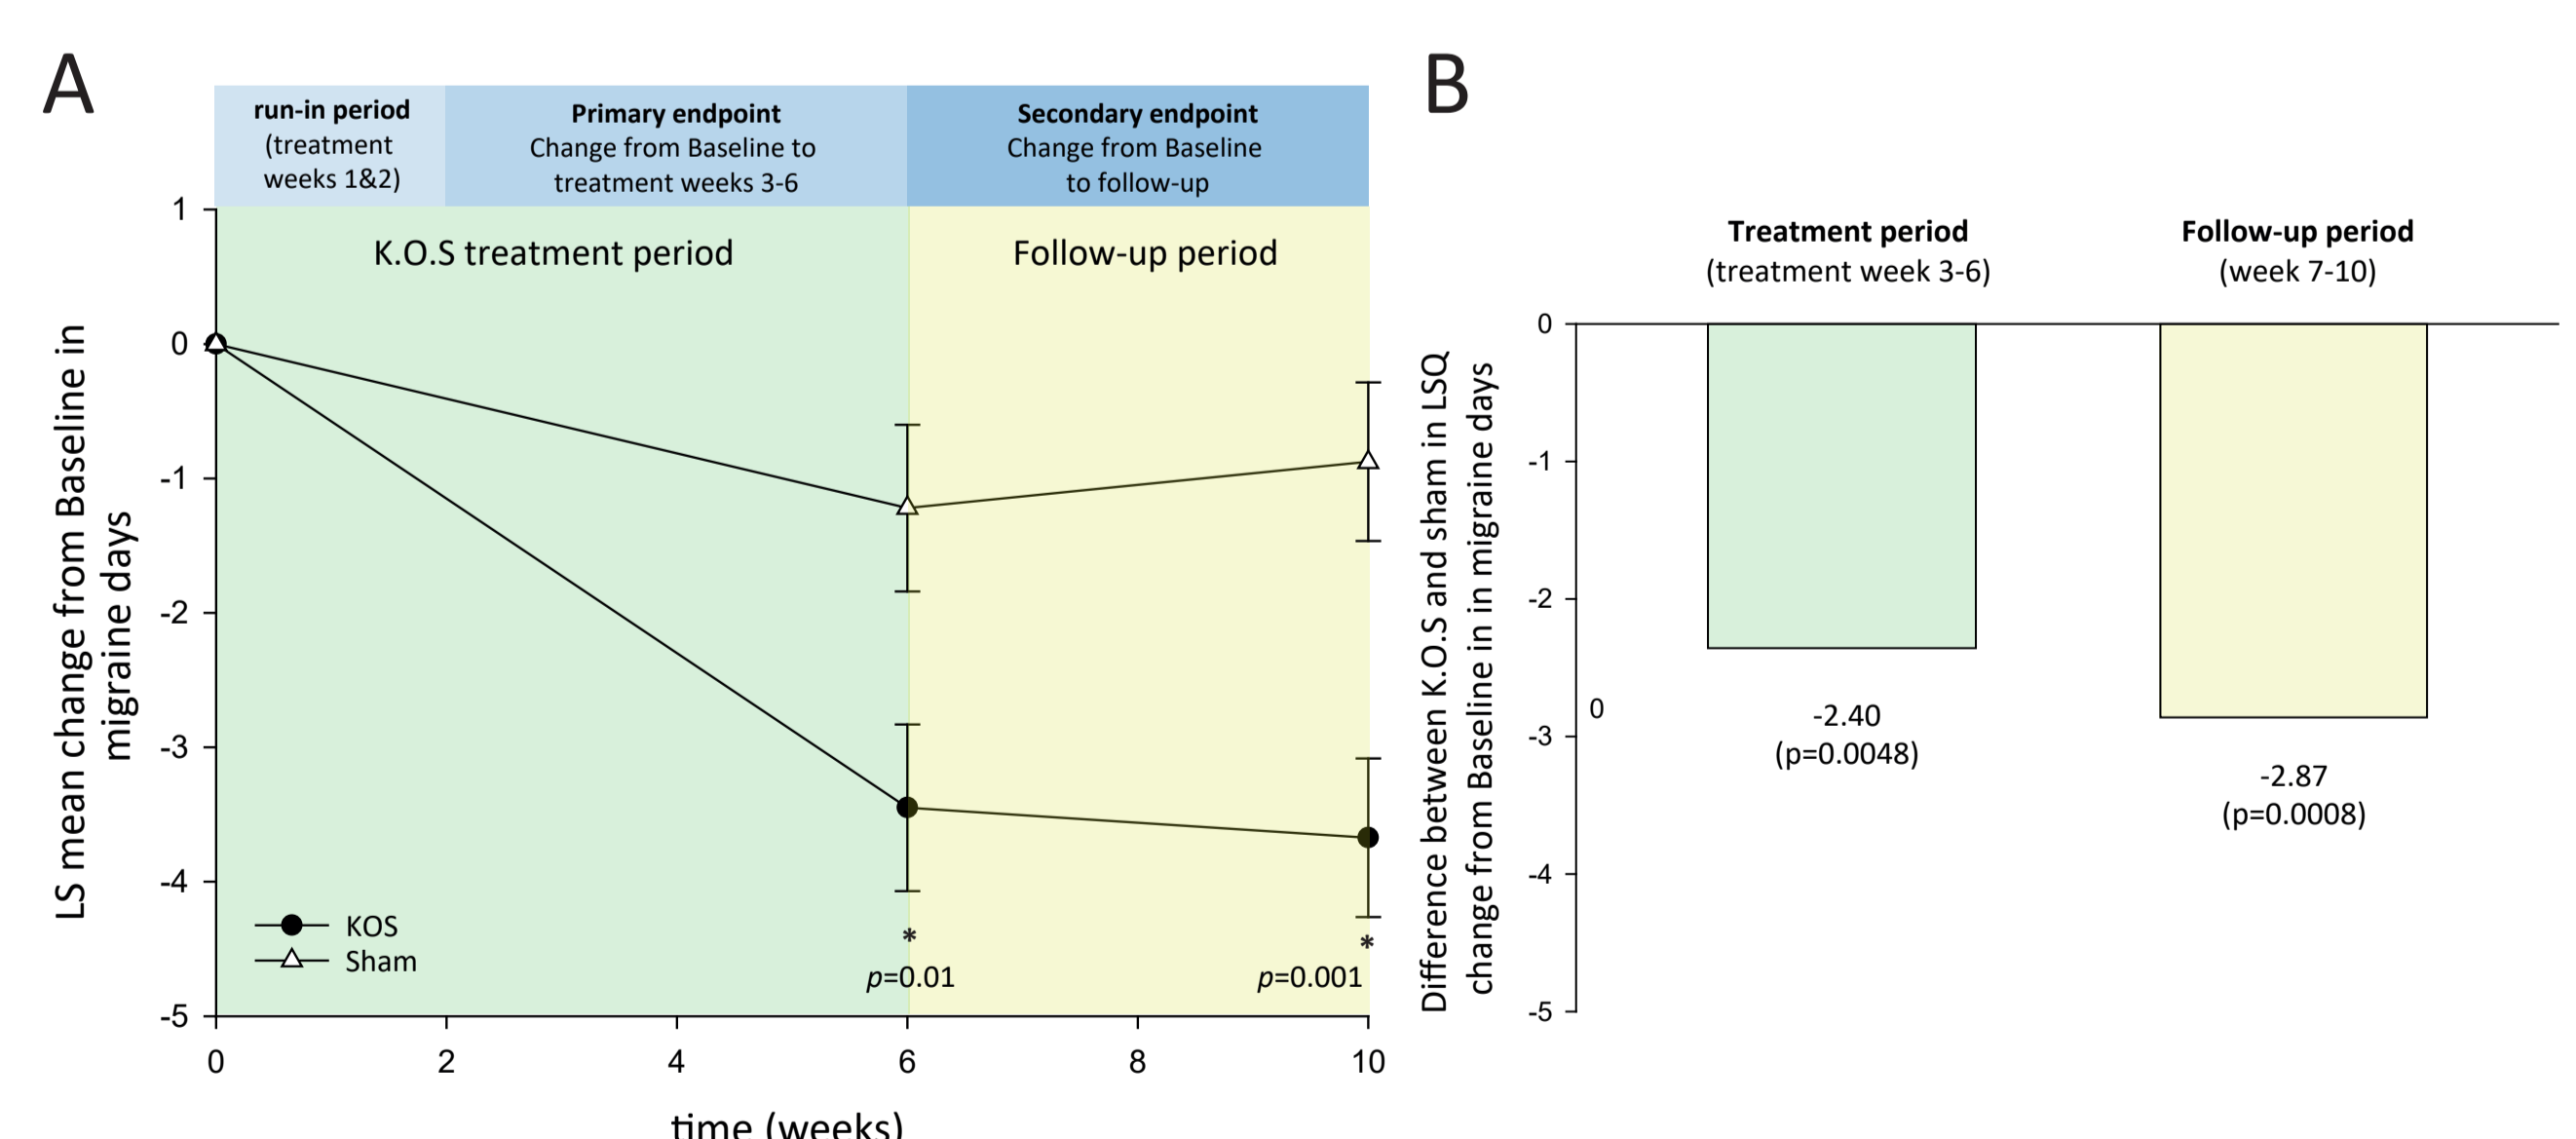 A
run-in period
(treatment
weeks 1&2)
Primary endpoint
Change from Baseline to
treatment weeks 3-6
Secondary endpoint
Change from Baseline
to follow-up
K.O.S treatment period
Follow-up period
LS mean change from Baseline in
migraine days
1
0
-1
-2
-3
-4
-5
KOS
Sham
*
p=0.01
*
p=0.001
0
2
4
6
8
10
time (weeks)
B
Treatment period
(treatment week 3-6)
Follow-up period
(week 7-10)
Difference between K.O.S and sham in LSQ
change from Baseline in in migraine days
0
-1
-2
-3
-4
-5
0
-2.40
(p=0.0048)
-2.87
(p=0.0008)